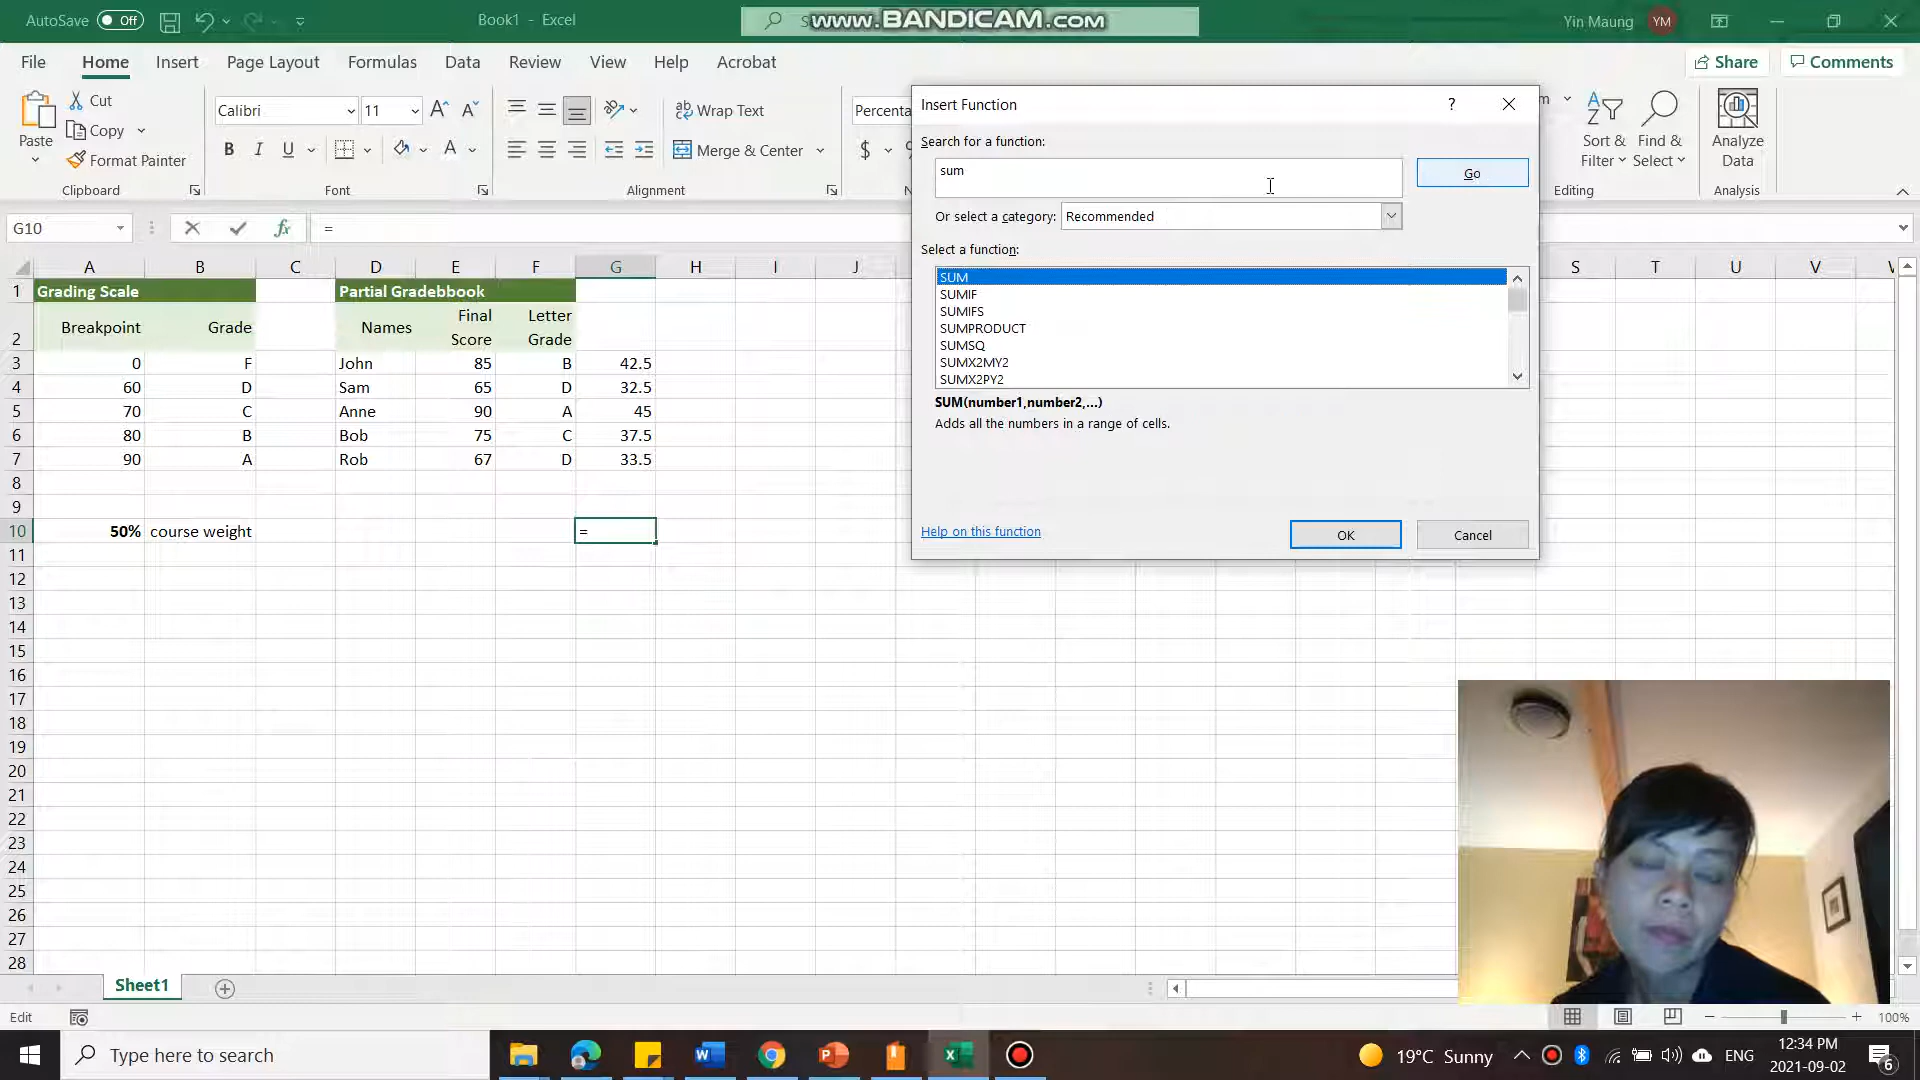 AutoSave Off
Book1 - Excel
www.BANDICAM.com
Yin Maung YM
File Home Insert Page Layout Formulas Data Review View Help Acrobat
Share Comments
Paste
Cut
Copy
Format Painter
Clipboard
Calibri 11
B I U
Font
Wrap Text
Merge & Center
Alignment
Percenta
$
Sort & Filter
Find & Select
Editing
Analyze Data
Analysis
G10
fx =
Insert Function ?
Search for a function:
sum
Go
Or select a category: Recommended
Select a function:
SUM
SUMIF
SUMIFS
SUMPRODUCT
SUMSQ
SUMX2MY2
SUMX2PY2
SUM(number1,number2,...)
Adds all the numbers in a range of cells.
Help on this function
OK Cancel
A B C D E F G H I J S T U V
1 Grading Scale Partial Gradebbook
2 Breakpoint Grade Names Final Score Letter Grade
3 0 F John 85 B 42.5
4 60 D Sam 65 D 32.5
5 70 C Anne 90 A 45
6 80 B Bob 75 C 37.5
7 90 A Rob 67 D 33.5
8
9
10 50% course weight =
11
12
13
14
15
16
17
18
19
20
21
22
23
24
25
26
27
28
Sheet1
Edit
100%
Type here to search
19°C Sunny
ENG
12:34 PM
2021-09-02
6